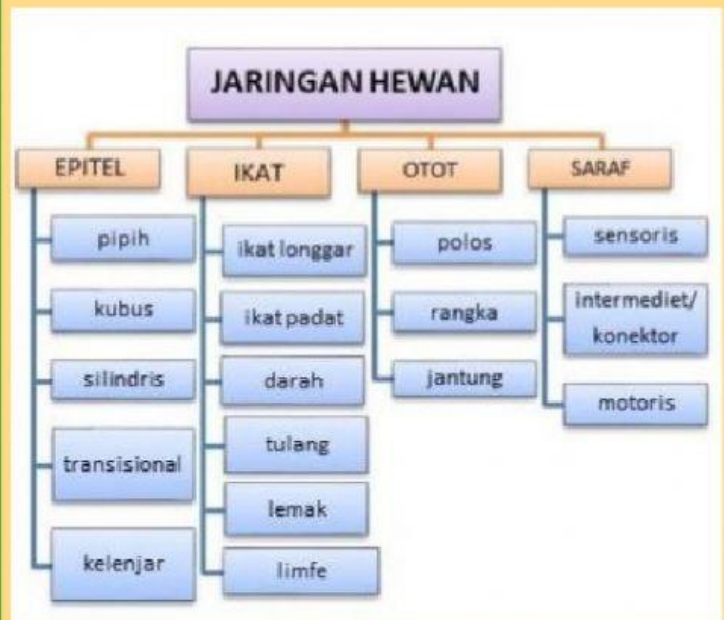 JARINGAN HEWAN
EPITEL
pipih
kubus
silindris
transisional
kelenjar
IKAT
ikat longgar
ikat padat
darah
tulang
lemak
limfe
OTOT
polos
rangka
jantung
SARAF
sensoris
intermediet/
konektor
motoris